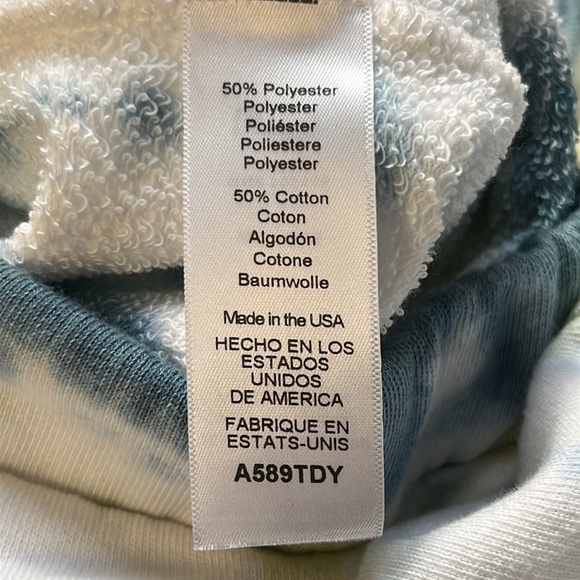 50% Polyester
Polyester
Poliéster
Poliestere
Polyester
50% Cotton
Coton
Algodón
Cotone
Baumwolle
Made in the USA
HECHO EN LOS
ESTADOS
UNIDOS
DE AMERICA
FABRIQUE EN
ESTATS-UNIS
A589TDY